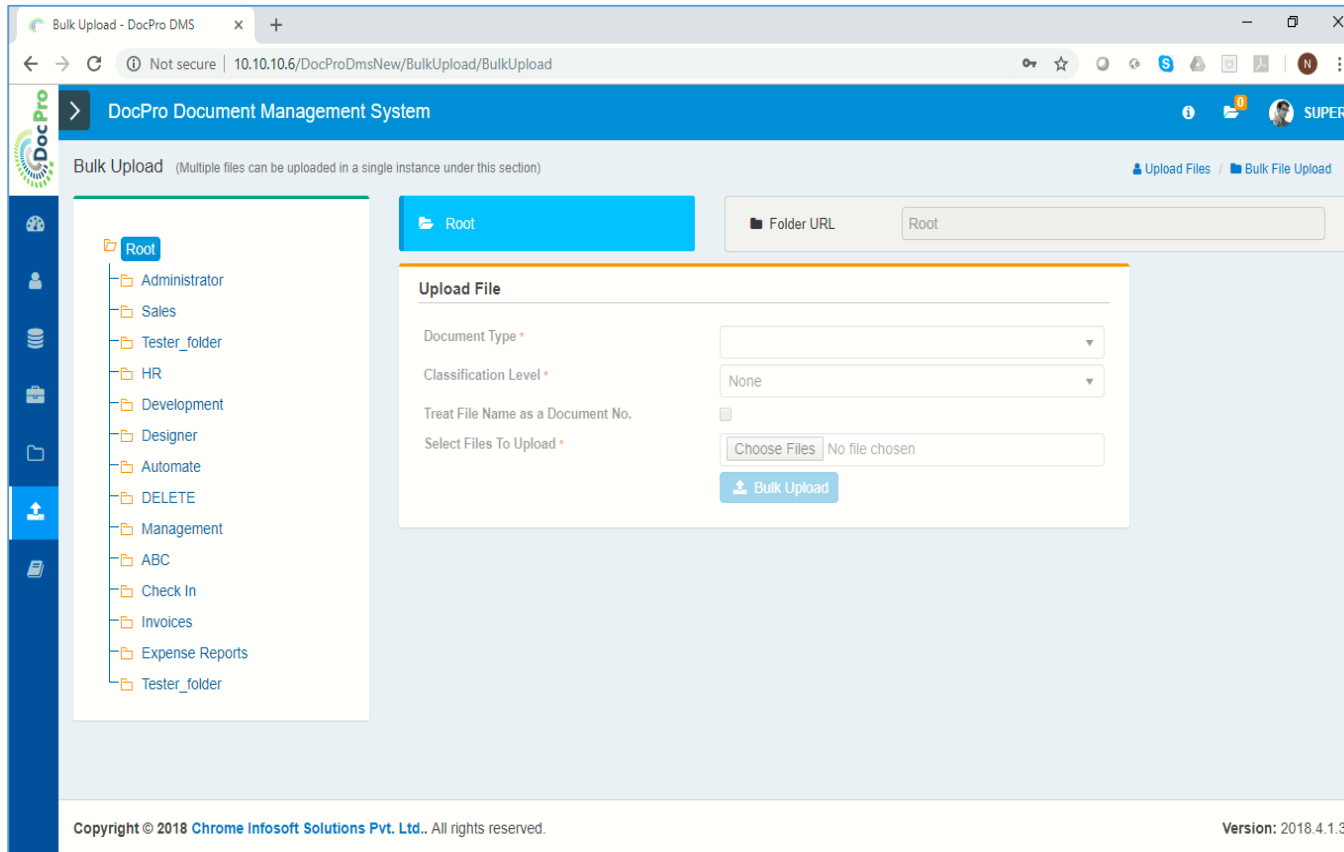 Bulk Upload - DocPro DMS
Not secure | 10.10.10.6/DocProDmsNew/BulkUpload/BulkUpload
N
DocPro
DocPro Document Management System
0
SUPER
Bulk Upload (Multiple files can be uploaded in a single instance under this section)
Upload Files / Bulk File Upload
Root
Administrator
Sales
Tester_folder
HR
Development
Designer
Automate
DELETE
Management
ABC
Check In
Invoices
Expense Reports
Tester_folder
Root
Folder URL
Root
Upload File
Document Type *
Classification Level *
None
Treat File Name as a Document No.
Select Files To Upload *
Choose Files No file chosen
Bulk Upload
Copyright © 2018 Chrome Infosoft Solutions Pvt. Ltd.. All rights reserved.
Version: 2018.4.1.3